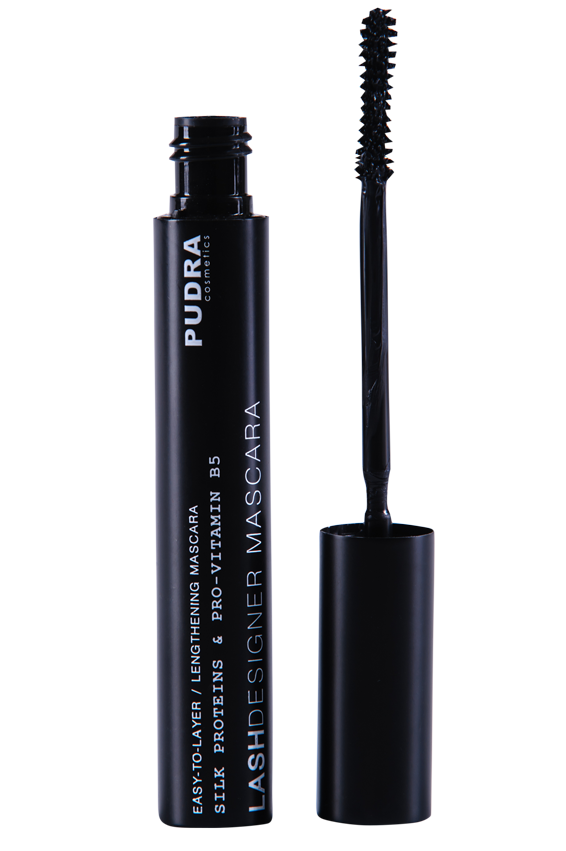 PUDRA
cosmetics
EASY-TO-LAYER / LENGTHENING MASCARA
SILK PROTEINS & PRO-VITAMIN B5
LASHDESIGNER MASCARA